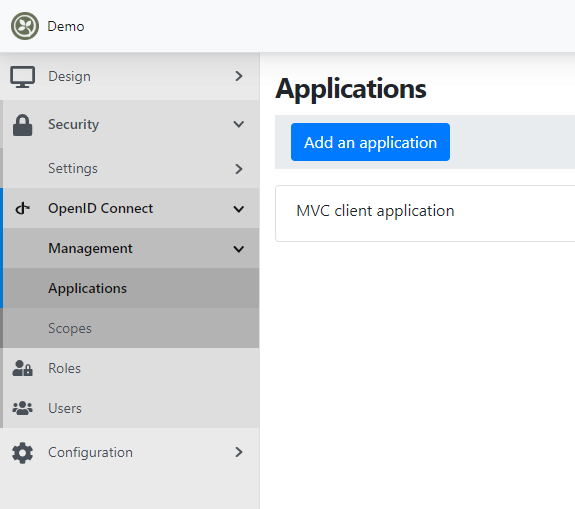 Demo
Design
Security
Settings
OpenID Connect
Management
Applications
Scopes
Roles
Users
Configuration
Applications
Add an application
MVC client application